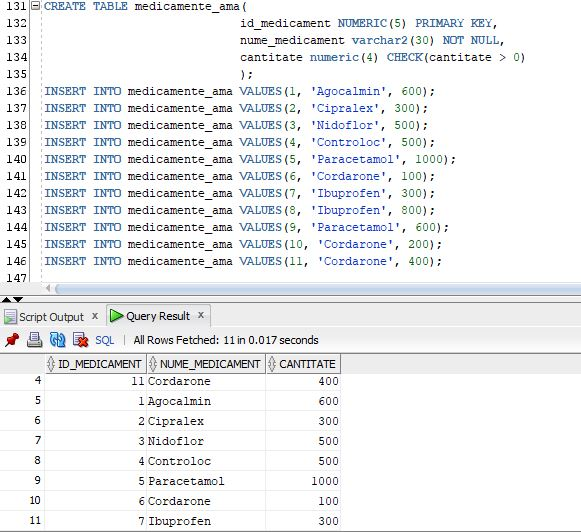 131 CREATE TABLE medicamente_ama(
132 id_medicament NUMERIC(5) PRIMARY KEY,
133 nume_medicament varchar2(30) NOT NULL,
134 cantitate numeric(4) CHECK(cantitate > 0)
135 );
136 INSERT INTO medicamente_ama VALUES(1, 'Agocalmin', 600);
137 INSERT INTO medicamente_ama VALUES(2, 'Cipralex', 300);
138 INSERT INTO medicamente_ama VALUES(3, 'Nidoflor', 500);
139 INSERT INTO medicamente_ama VALUES(4, 'Controloc', 500);
140 INSERT INTO medicamente_ama VALUES(5, 'Paracetamol', 1000);
141 INSERT INTO medicamente_ama VALUES(6, 'Cordarone', 100);
142 INSERT INTO medicamente_ama VALUES(7, 'Ibuprofen', 300);
143 INSERT INTO medicamente_ama VALUES(8, 'Ibuprofen', 800);
144 INSERT INTO medicamente_ama VALUES(9, 'Paracetamol', 600);
145 INSERT INTO medicamente_ama VALUES(10, 'Cordarone', 200);
146 INSERT INTO medicamente_ama VALUES(11, 'Cordarone', 400);
147
Script Output x Query Result x
SQL | All Rows Fetched: 11 in 0.017 seconds
ID_MEDICAMENT NUME_MEDICAMENT CANTITATE
4 11 Cordarone 400
5 1 Agocalmin 600
6 2 Cipralex 300
7 3 Nidoflor 500
8 4 Controloc 500
9 5 Paracetamol 1000
10 6 Cordarone 100
11 7 Ibuprofen 300